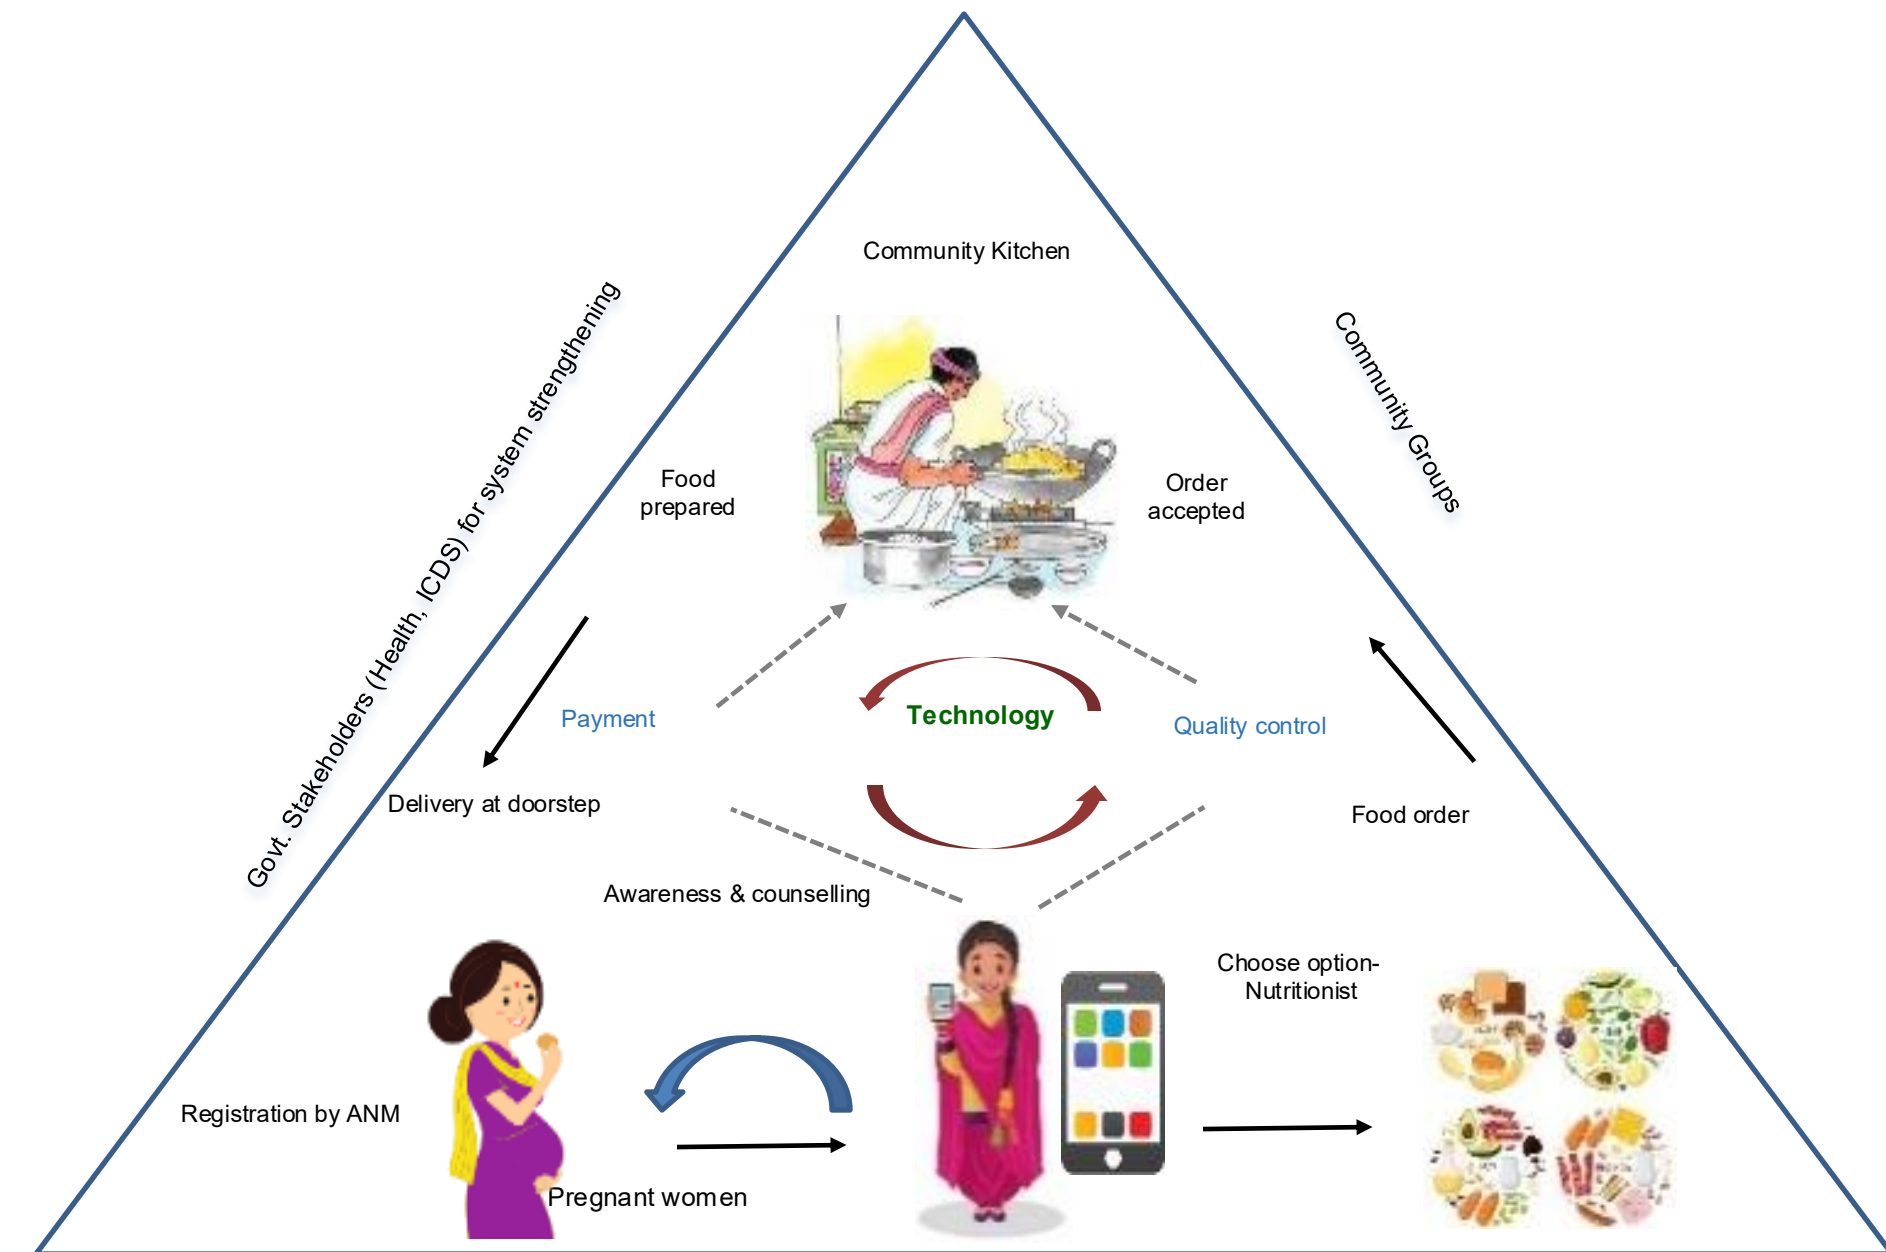 Community Kitchen
Govt. Stakeholders (Health, ICDS) for system strengthening
Community Groups
Food
prepared
Order
accepted
Payment
Technology
Quality control
Delivery at doorstep
Food order
Awareness & counselling
Choose option-
Nutritionist
Registration by ANM
Pregnant women